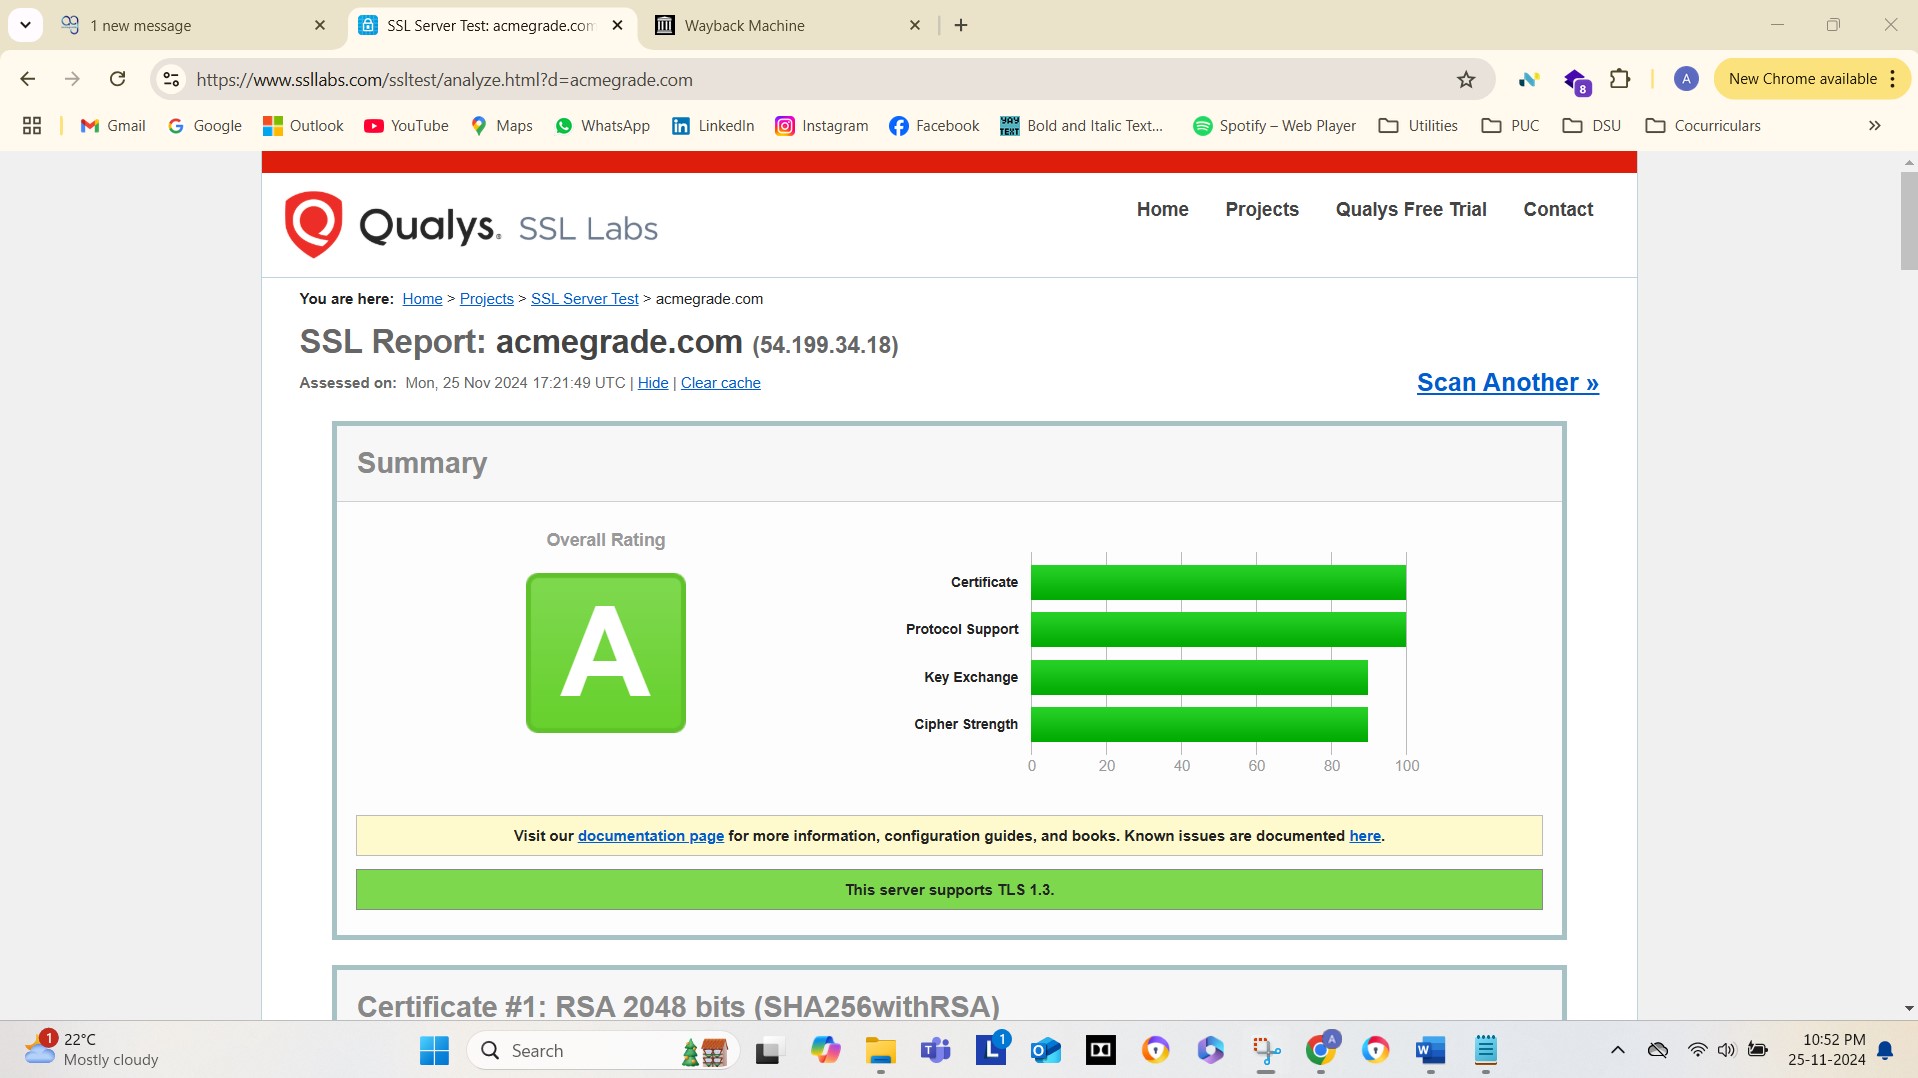 1 new message
SSL Server Test: acmegrade.com
Wayback Machine
https://www.ssllabs.com/ssltest/analyze.html?d=acmegrade.com
8
A
New Chrome available
Gmail
Google
Outlook
YouTube
Maps
WhatsApp
LinkedIn
Instagram
Facebook
YAY TEXT
Bold and Italic Text...
Spotify – Web Player
Utilities
PUC
DSU
Cocurriculars
»
Qualys. SSL Labs
Home Projects Qualys Free Trial Contact
You are here: Home > Projects > SSL Server Test > acmegrade.com
SSL Report: acmegrade.com (54.199.34.18)
Assessed on: Mon, 25 Nov 2024 17:21:49 UTC | Hide | Clear cache
Scan Another »
Summary
Overall Rating
A
Certificate
Protocol Support
Key Exchange
Cipher Strength
0 20 40 60 80 100
Visit our documentation page for more information, configuration guides, and books. Known issues are documented here.
This server supports TLS 1.3.
Certificate #1: RSA 2048 bits (SHA256withRSA)
1
22°C
Mostly cloudy
Search
L
1
A
W
10:52 PM
25-11-2024